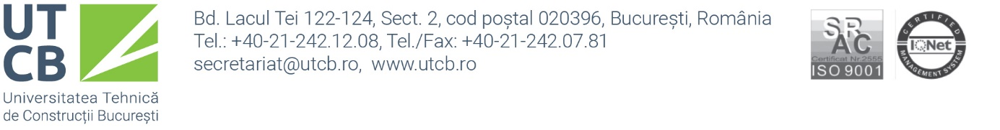 UT
CB
Universitatea Tehnică
de Construcții București
Bd. Lacul Tei 122-124, Sect. 2, cod poștal 020396, București, România
Tel.: +40-21-242.12.08, Tel./Fax: +40-21-242.07.81
secretariat@utcb.ro, www.utcb.ro
SR
AC
Certificat Nr.2555
ISO 9001
CERTIFIED
IQNet
MANAGEMENT SYSTEM